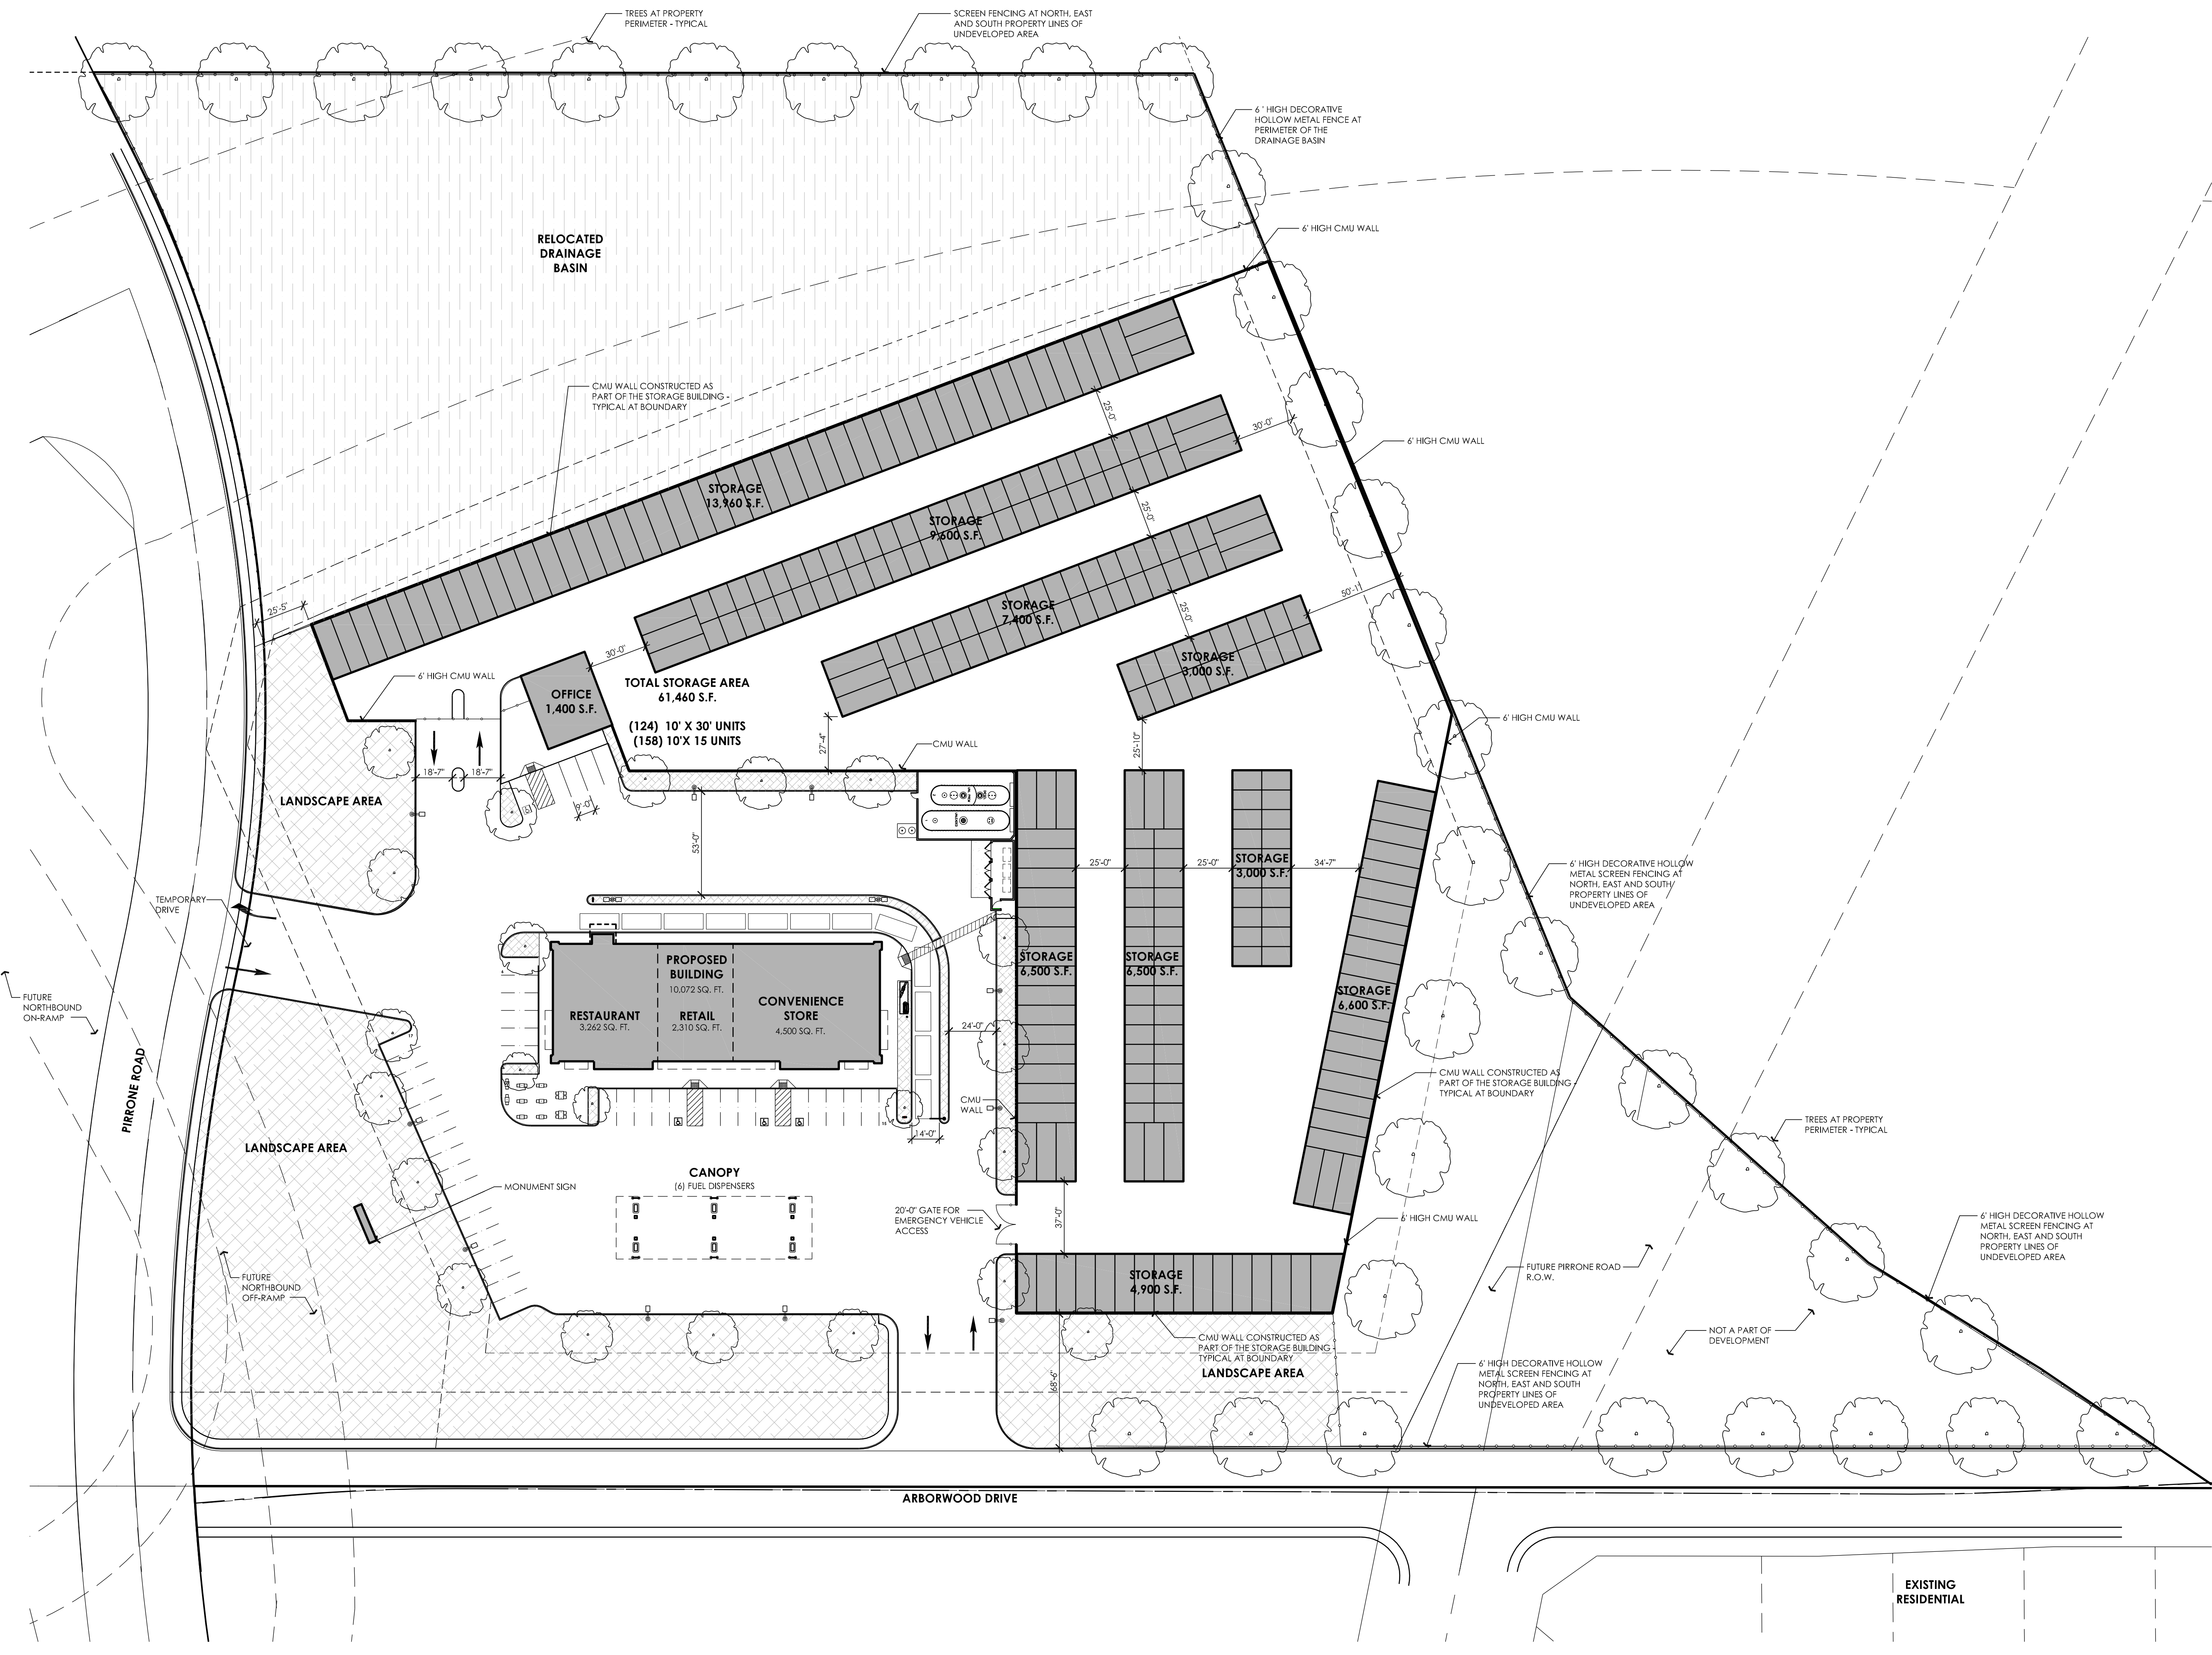 TREES AT PROPERTY
PERIMETER - TYPICAL
SCREEN FENCING AT NORTH, EAST
AND SOUTH PROPERTY LINES OF
UNDEVELOPED AREA
6 ' HIGH DECORATIVE
HOLLOW METAL FENCE AT
PERIMETER OF THE
DRAINAGE BASIN
6' HIGH CMU WALL
RELOCATED
DRAINAGE
BASIN
CMU WALL CONSTRUCTED AS
PART OF THE STORAGE BUILDING -
TYPICAL AT BOUNDARY
25'-0"
30'-0"
6' HIGH CMU WALL
STORAGE
13,960 S.F.
STORAGE
9,600 S.F.
25'-0"
STORAGE
7,400 S.F.
25'-0"
50'-1"
25'-5"
STORAGE
3,000 S.F.
30'-0"
6' HIGH CMU WALL
OFFICE
1,400 S.F.
TOTAL STORAGE AREA
61,460 S.F.
(124) 10' X 30' UNITS
(158) 10'X 15 UNITS
6' HIGH CMU WALL
27'-4"
CMU WALL
25'-10"
18'-7"
18'-7"
9'-0"
LANDSCAPE AREA
53'-0"
25'-0"
25'-0"
STORAGE
3,000 S.F.
34'-7"
6' HIGH DECORATIVE HOLLOW
METAL SCREEN FENCING AT
NORTH, EAST AND SOUTH
PROPERTY LINES OF
UNDEVELOPED AREA
TEMPORARY
DRIVE
PROPOSED
BUILDING
10,072 SQ. FT.
RESTAURANT
3,262 SQ. FT.
RETAIL
2,310 SQ. FT.
CONVENIENCE
STORE
4,500 SQ. FT.
STORAGE
6,500 S.F.
STORAGE
6,500 S.F.
STORAGE
6,600 S.F.
FUTURE
NORTHBOUND
ON-RAMP
24'-0"
PIRRONE ROAD
CMU WALL CONSTRUCTED AS
PART OF THE STORAGE BUILDING -
TYPICAL AT BOUNDARY
CMU
WALL
14'-0"
TREES AT PROPERTY
PERIMETER - TYPICAL
LANDSCAPE AREA
CANOPY
(6) FUEL DISPENSERS
MONUMENT SIGN
20'-0" GATE FOR
EMERGENCY VEHICLE
ACCESS
37'-0"
6' HIGH CMU WALL
6' HIGH DECORATIVE HOLLOW
METAL SCREEN FENCING AT
NORTH, EAST AND SOUTH
PROPERTY LINES OF
UNDEVELOPED AREA
FUTURE
NORTHBOUND
OFF-RAMP
STORAGE
4,900 S.F.
FUTURE PIRRONE ROAD
R.O.W.
NOT A PART OF
DEVELOPMENT
CMU WALL CONSTRUCTED AS
PART OF THE STORAGE BUILDING -
TYPICAL AT BOUNDARY
LANDSCAPE AREA
68'-6"
6' HIGH DECORATIVE HOLLOW
METAL SCREEN FENCING AT
NORTH, EAST AND SOUTH
PROPERTY LINES OF
UNDEVELOPED AREA
ARBORWOOD DRIVE
EXISTING
RESIDENTIAL